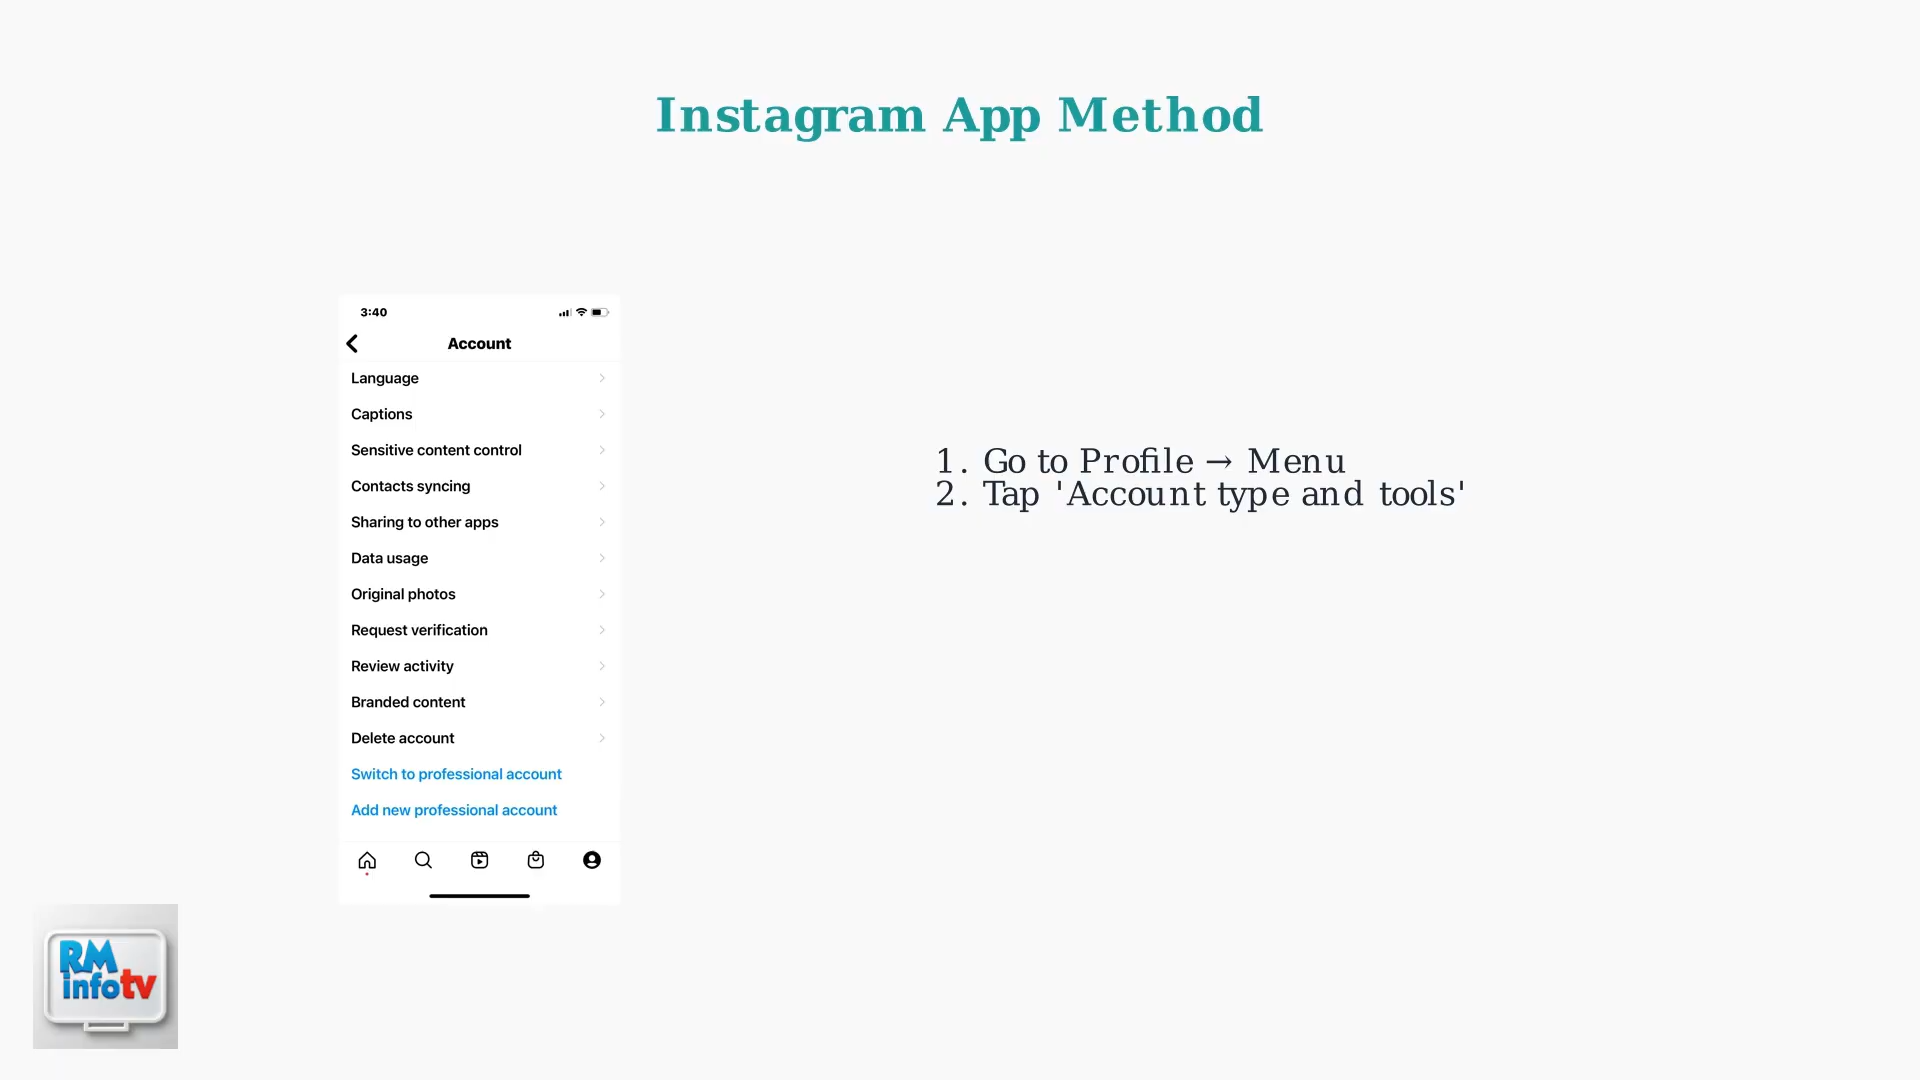 Instagram App Method
3:40
Account
Language
Captions
Sensitive content control
Contacts syncing
Sharing to other apps
Data usage
Original photos
Request verification
Review activity
Branded content
Delete account
Switch to professional account
Add new professional account
1. Go to Profile → Menu
2. Tap 'Account type and tools'
RM
infotv